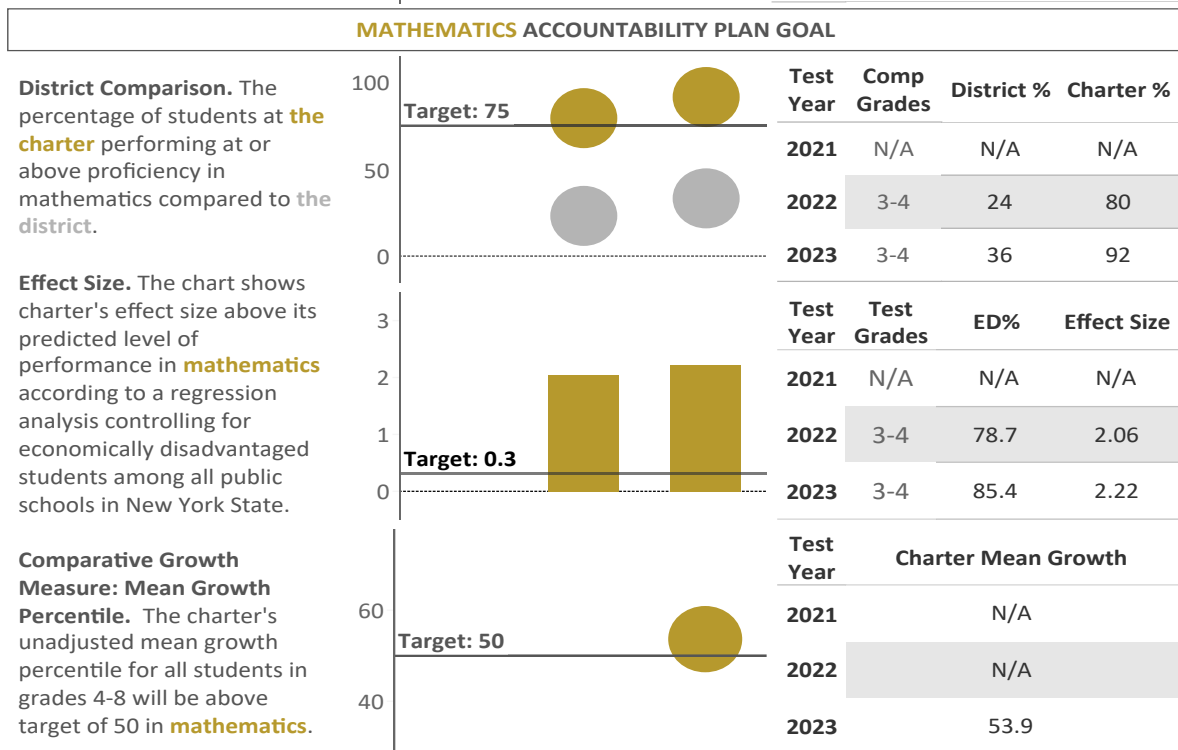 MATHEMATICS ACCOUNTABILITY PLAN GOAL
District Comparison. The
percentage of students at the
charter performing at or
above proficiency in
mathematics compared to the
district.
100
50
0
Target: 75
Test Year Comp Grades District % Charter %
2021 N/A N/A N/A
2022 3-4 24 80
2023 3-4 36 92
Effect Size. The chart shows
charter's effect size above its
predicted level of
performance in mathematics
according to a regression
analysis controlling for
economically disadvantaged
students among all public
schools in New York State.
3
2
1
0
Target: 0.3
Test Year Test Grades ED% Effect Size
2021 N/A N/A N/A
2022 3-4 78.7 2.06
2023 3-4 85.4 2.22
Comparative Growth
Measure: Mean Growth
Percentile. The charter's
unadjusted mean growth
percentile for all students in
grades 4-8 will be above
target of 50 in mathematics.
60
40
Target: 50
Test Year Charter Mean Growth
2021 N/A
2022 N/A
2023 53.9